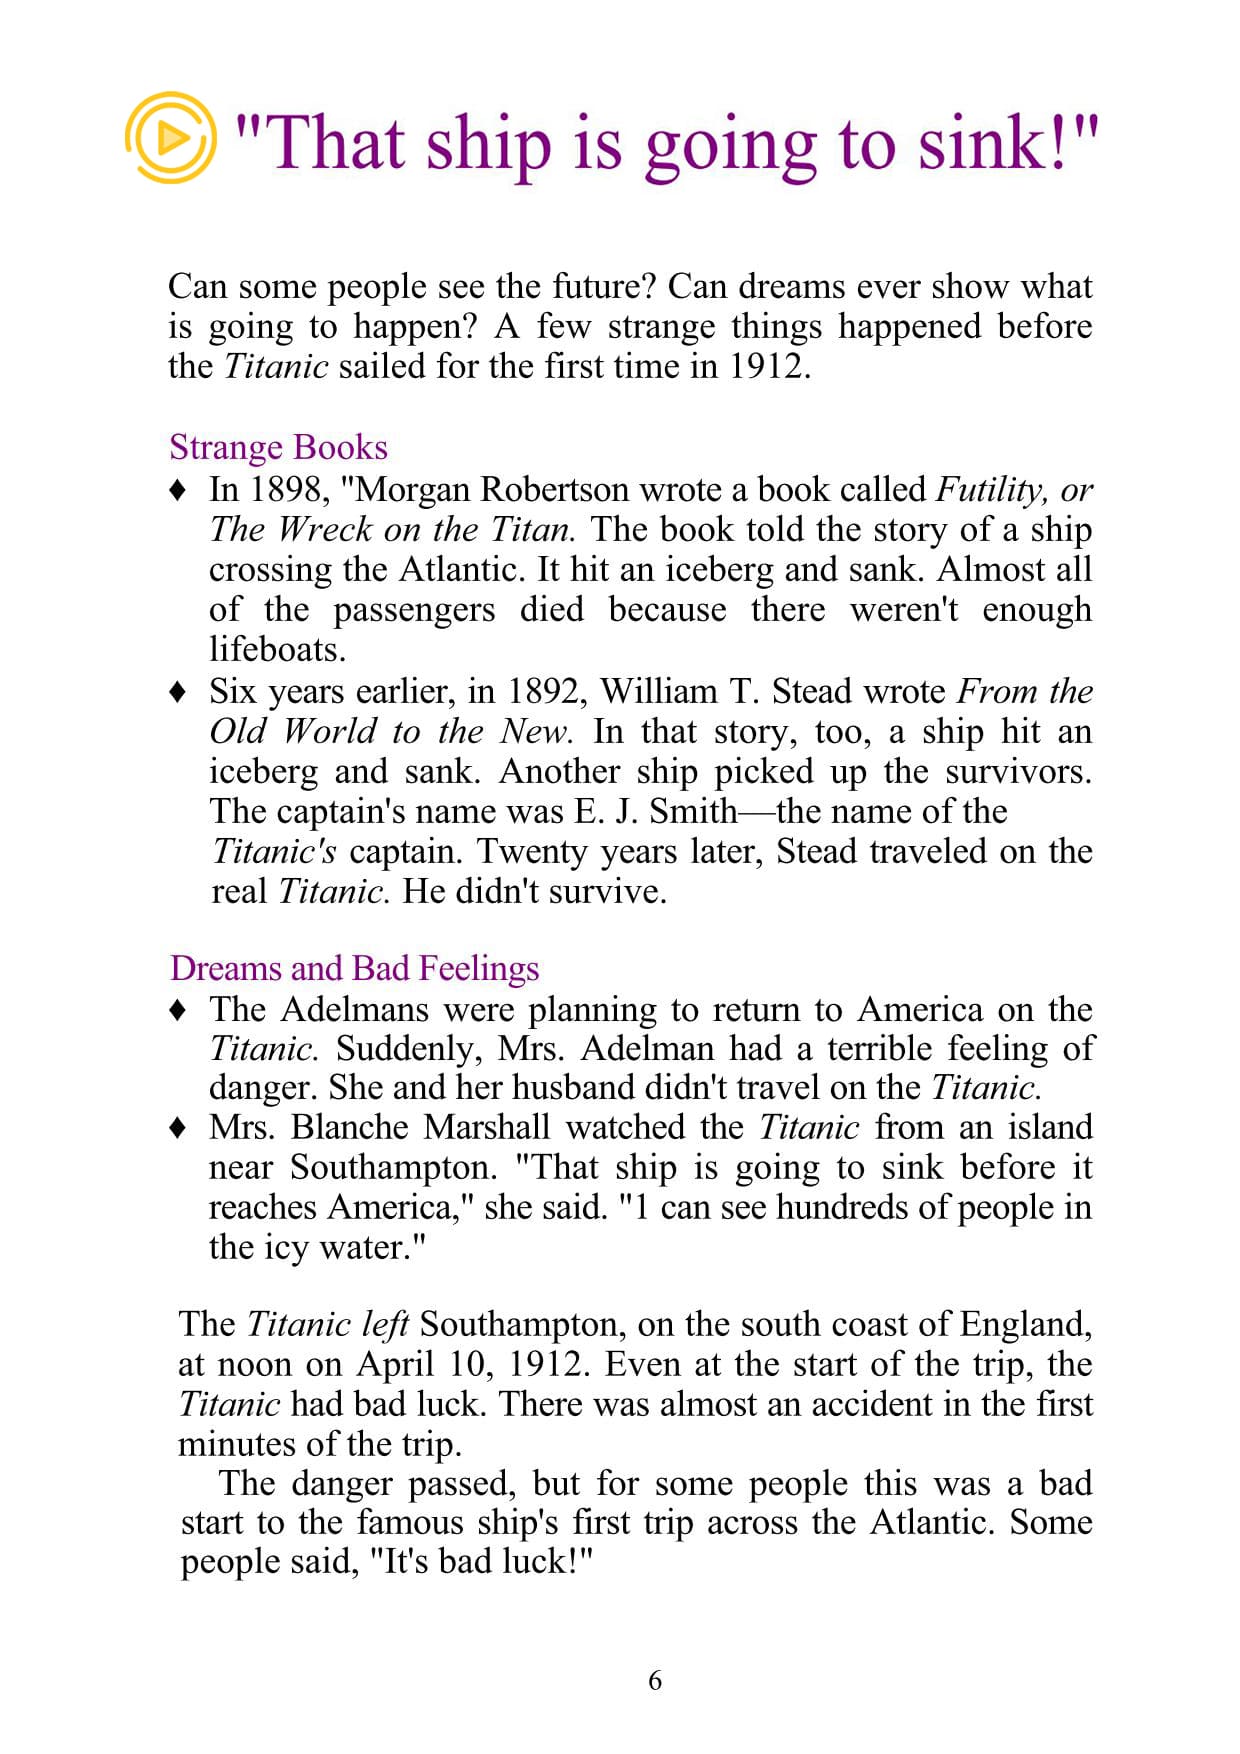 "That ship is going to sink!"
Can some people see the future? Can dreams ever show what
is going to happen? A few strange things happened before
the Titanic sailed for the first time in 1912.
Strange Books
♦ In 1898, "Morgan Robertson wrote a book called Futility, or
The Wreck on the Titan. The book told the story of a ship
crossing the Atlantic. It hit an iceberg and sank. Almost all
of the passengers died because there weren't enough
lifeboats.
♦ Six years earlier, in 1892, William T. Stead wrote From the
Old World to the New. In that story, too, a ship hit an
iceberg and sank. Another ship picked up the survivors.
The captain's name was E. J. Smith—the name of the
Titanic's captain. Twenty years later, Stead traveled on the
real Titanic. He didn't survive.
Dreams and Bad Feelings
♦ The Adelmans were planning to return to America on the
Titanic. Suddenly, Mrs. Adelman had a terrible feeling of
danger. She and her husband didn't travel on the Titanic.
♦ Mrs. Blanche Marshall watched the Titanic from an island
near Southampton. "That ship is going to sink before it
reaches America," she said. "1 can see hundreds of people in
the icy water."
The Titanic left Southampton, on the south coast of England,
at noon on April 10, 1912. Even at the start of the trip, the
Titanic had bad luck. There was almost an accident in the first
minutes of the trip.
The danger passed, but for some people this was a bad
start to the famous ship's first trip across the Atlantic. Some
people said, "It's bad luck!"
6